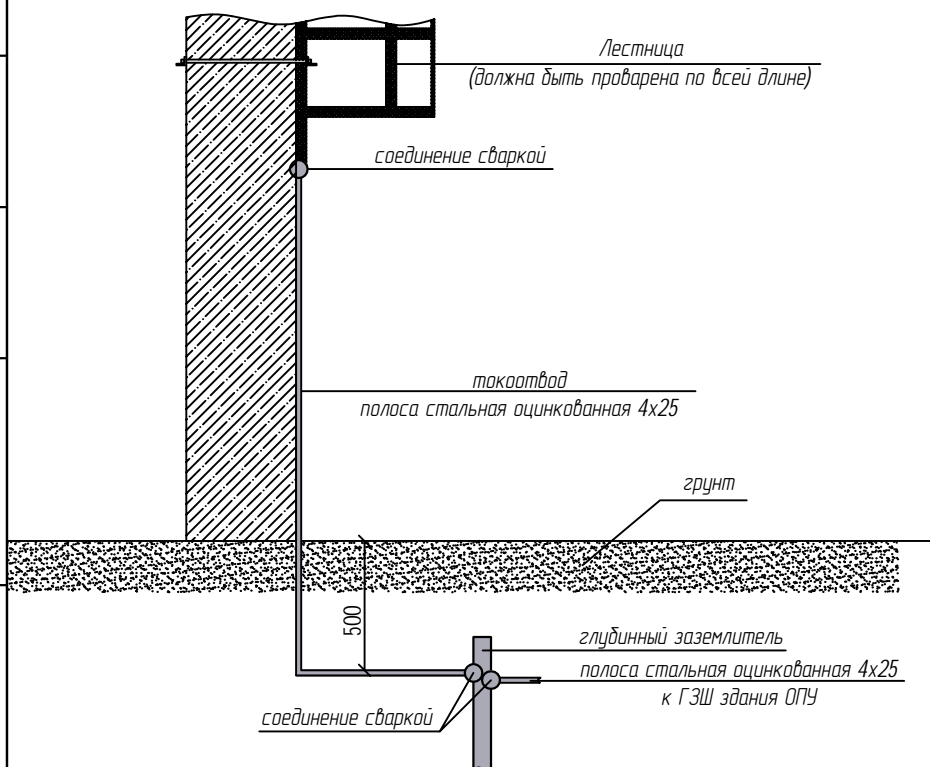 Лестница
(должна быть проварена по всей длине)
соединение сваркой
токоотвод
полоса стальная оцинкованная 4х25
грунт
500
глубинный заземлитель
полоса стальная оцинкованная 4х25
к ГЗШ здания ОПУ
соединение сваркой